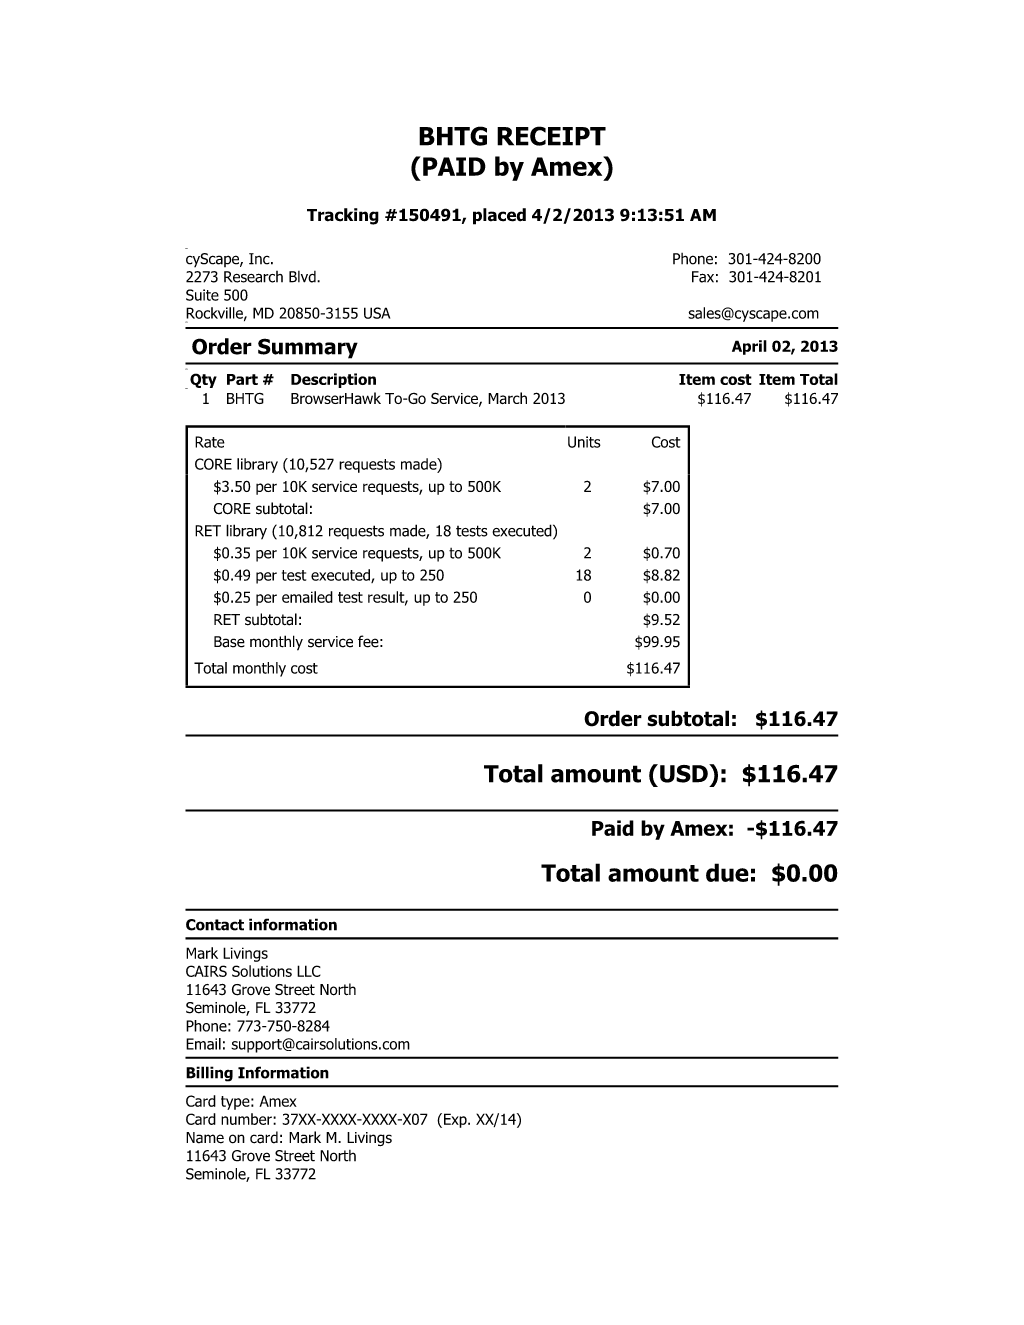 BHTG RECEIPT
(PAID by Amex)
Tracking #150491, placed 4/2/2013 9:13:51 AM
cyScape, Inc. Phone: 301-424-8200
2273 Research Blvd. Fax: 301-424-8201
Suite 500
Rockville, MD 20850-3155 USA sales@cyscape.com
Order Summary April 02, 2013
Qty Part # Description Item cost Item Total
1 BHTG BrowserHawk To-Go Service, March 2013 $116.47 $116.47
Rate Units Cost
CORE library (10,527 requests made)
$3.50 per 10K service requests, up to 500K 2 $7.00
CORE subtotal: $7.00
RET library (10,812 requests made, 18 tests executed)
$0.35 per 10K service requests, up to 500K 2 $0.70
$0.49 per test executed, up to 250 18 $8.82
$0.25 per emailed test result, up to 250 0 $0.00
RET subtotal: $9.52
Base monthly service fee: $99.95
Total monthly cost $116.47
Order subtotal: $116.47
Total amount (USD): $116.47
Paid by Amex: -$116.47
Total amount due: $0.00
Contact information
Mark Livings
CAIRS Solutions LLC
11643 Grove Street North
Seminole, FL 33772
Phone: 773-750-8284
Email: support@cairsolutions.com
Billing Information
Card type: Amex
Card number: 37XX-XXXX-XXXX-X07 (Exp. XX/14)
Name on card: Mark M. Livings
11643 Grove Street North
Seminole, FL 33772